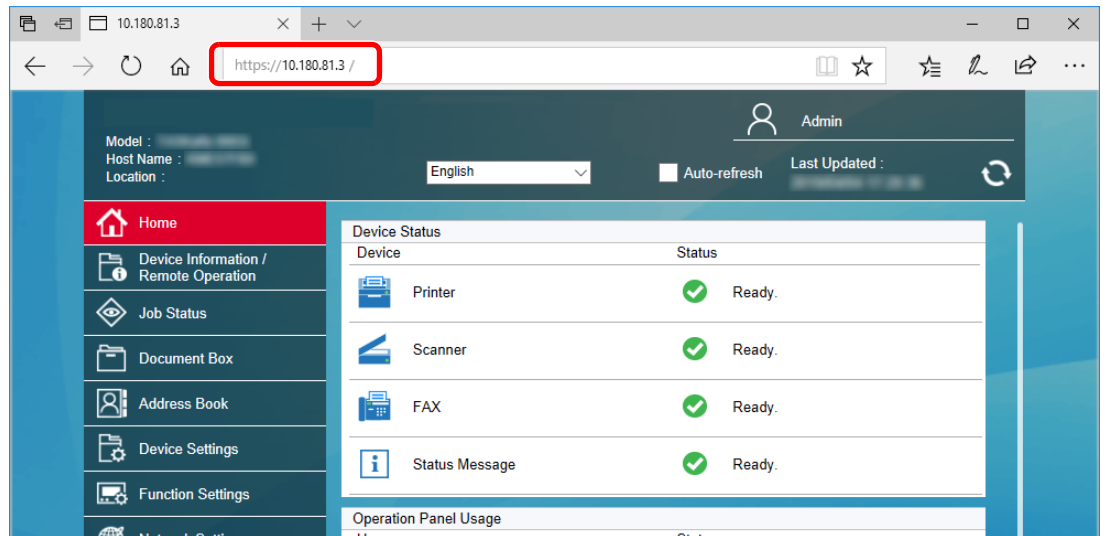 10.180.81.3
https://10.180.81.3 /
Admin
Model :
Host Name :
Location :
English
Auto-refresh
Last Updated :
Home
Device Information /
Remote Operation
Job Status
Document Box
Address Book
Device Settings
Function Settings
Device Status
Device Status
Printer Ready.
Scanner Ready.
FAX Ready.
Status Message Ready.
Operation Panel Usage